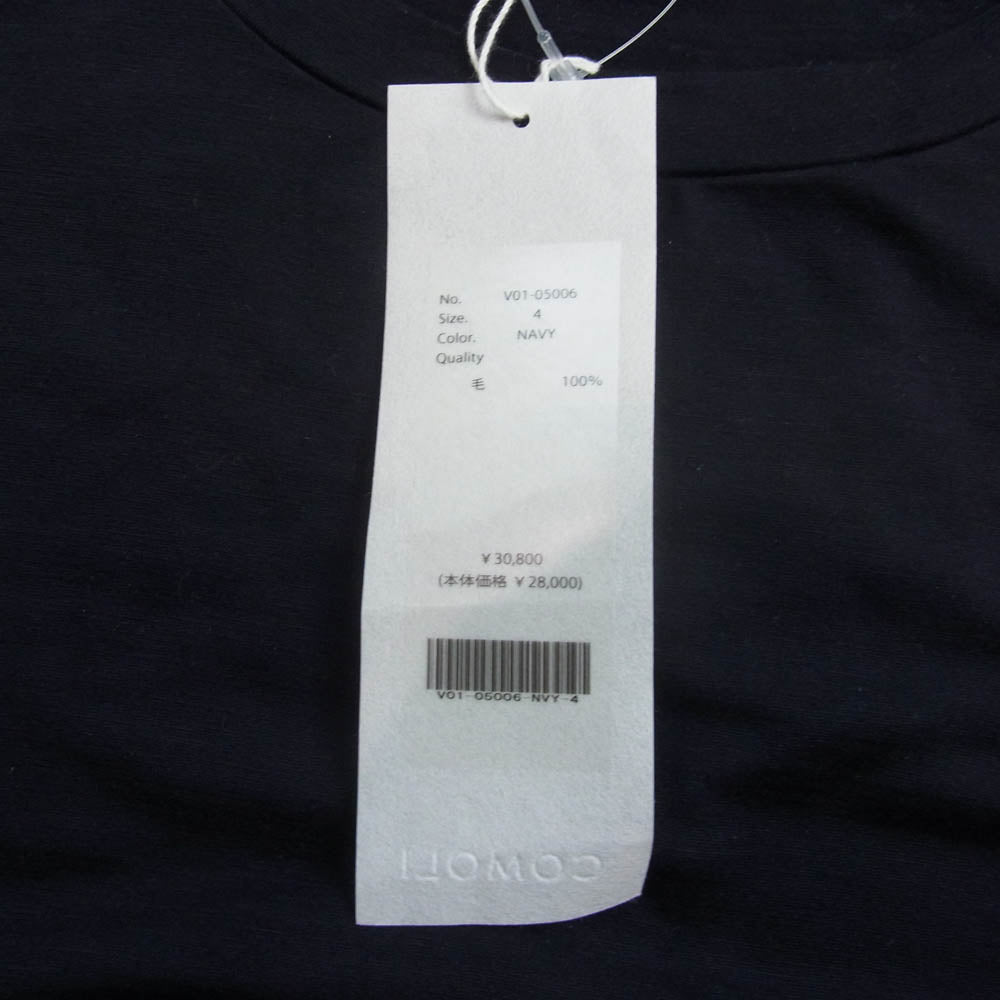 No. V01-05006
Size. 4
Color. NAVY
Quality
毛 100%
¥30,800
(本体価格 ¥28,000)
V01-05006-NVY-4
COMOLI